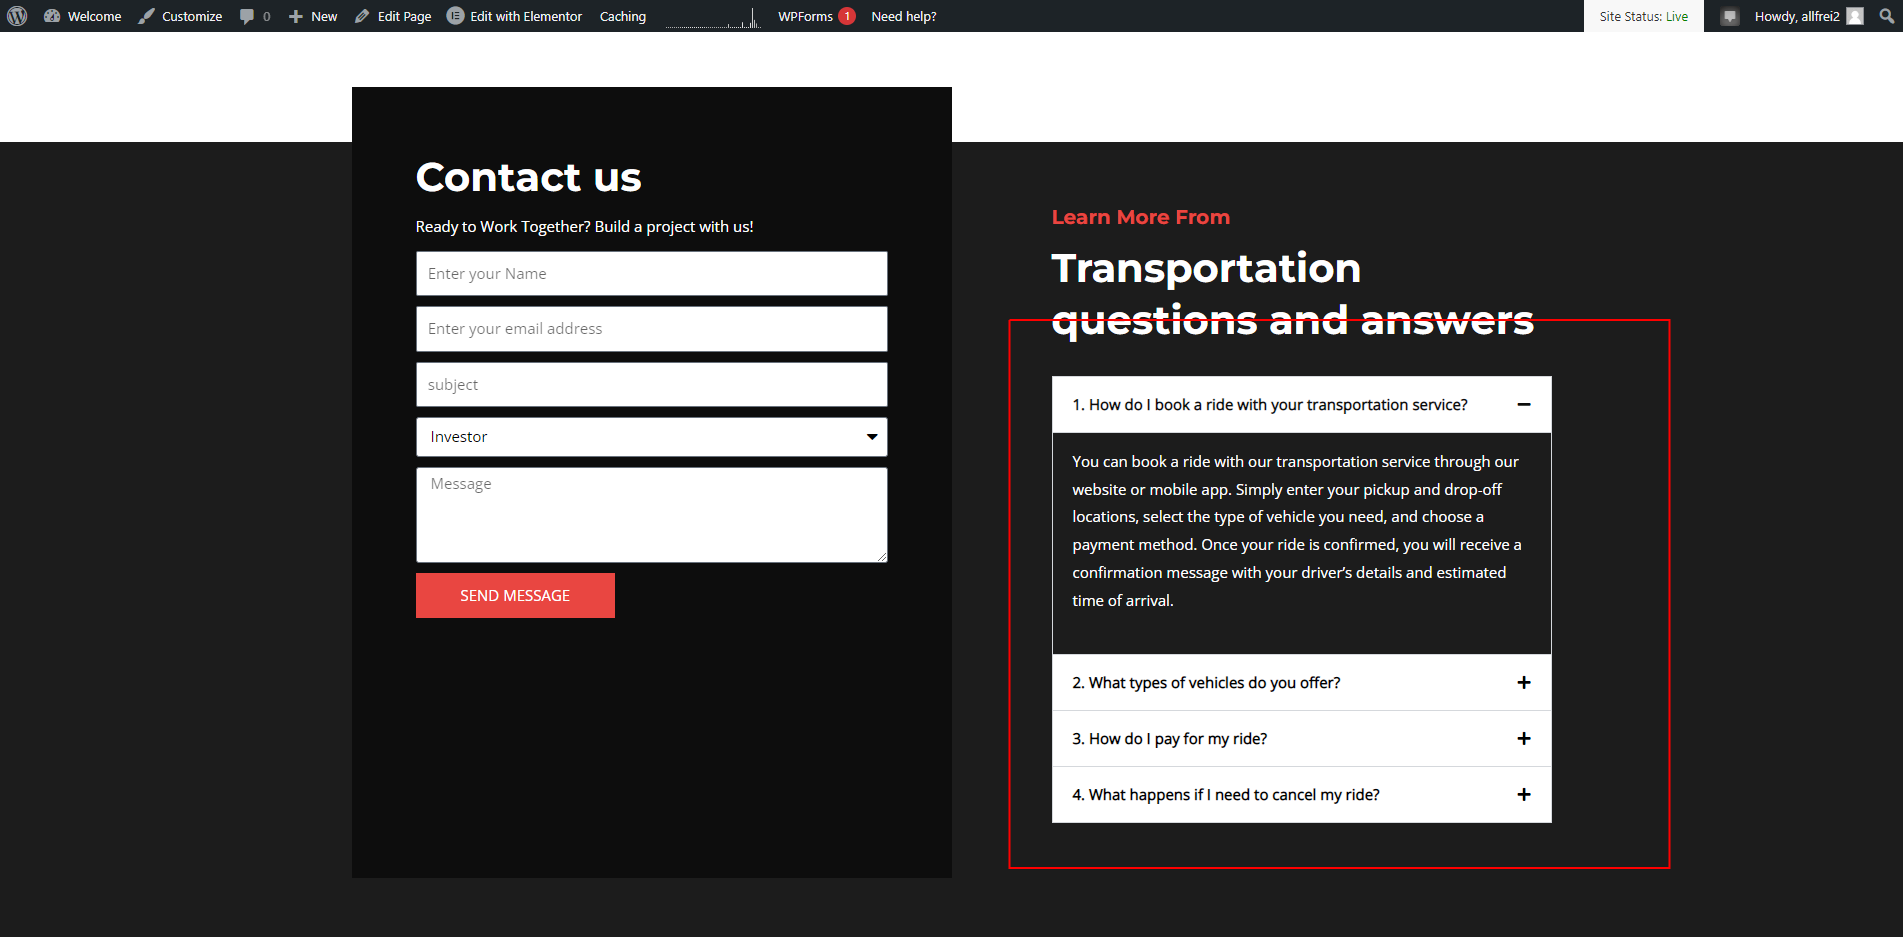 Welcome Customize 0 New Edit Page Edit with Elementor Caching WPForms 1 Need help? Site Status: Live Howdy, allfrei2
Contact us
Ready to Work Together? Build a project with us!
Enter your Name
Enter your email address
subject
Investor
Message
SEND MESSAGE
Learn More From
Transportation
questions and answers
1. How do I book a ride with your transportation service?
You can book a ride with our transportation service through our
website or mobile app. Simply enter your pickup and drop-off
locations, select the type of vehicle you need, and choose a
payment method. Once your ride is confirmed, you will receive a
confirmation message with your driver’s details and estimated
time of arrival.
2. What types of vehicles do you offer?
3. How do I pay for my ride?
4. What happens if I need to cancel my ride?